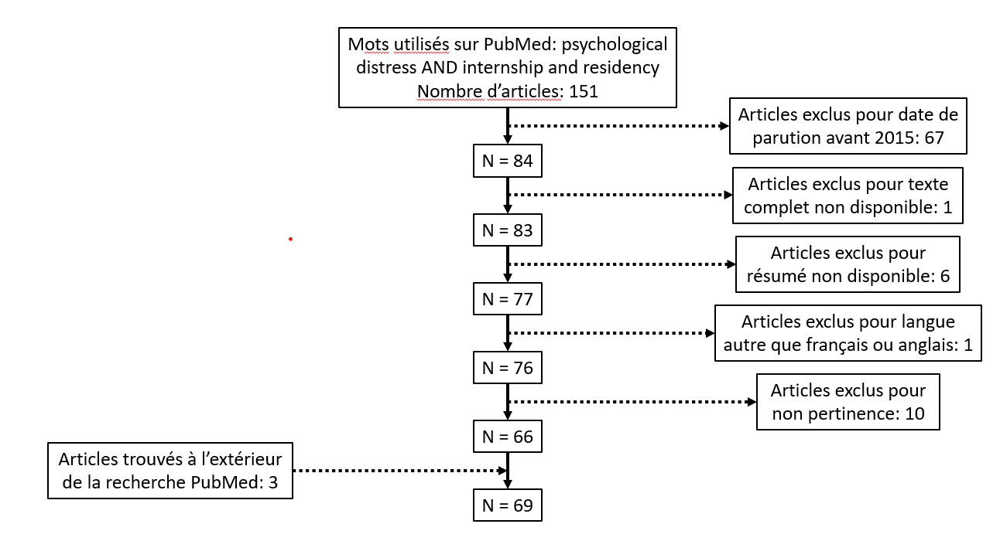 Mots utilisés sur PubMed: psychological
distress AND internship and residency
Nombre d'articles: 151
Articles exclus pour date de
parution avant 2015: 67
N = 84
Articles exclus pour texte
complet non disponible: 1
N = 83
Articles exclus pour
résumé non disponible: 6
N = 77
Articles exclus pour langue
autre que français ou anglais: 1
N = 76
Articles exclus pour
non pertinence: 10
N = 66
Articles trouvés à l'extérieur
de la recherche PubMed: 3
N = 69